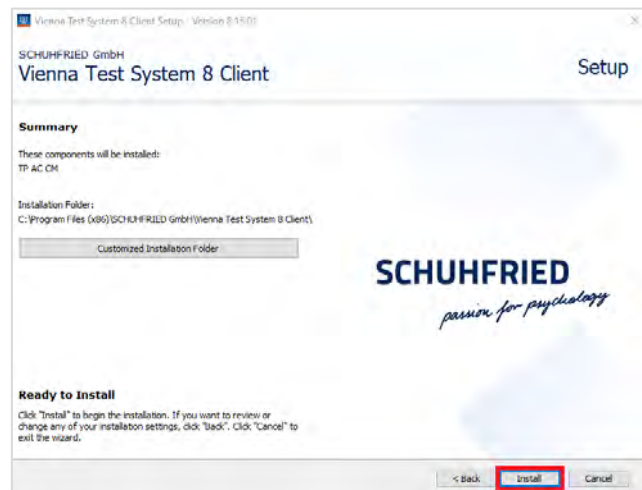 Vienna Test System 8 Client Setup - Version 8.15.01
SCHUHFRIED GmbH
Vienna Test System 8 Client
Setup
Summary
These components will be installed:
TP AC CM
Installation Folder:
C:\Program Files (x86)\SCHUHFRIED GmbH\Vienna Test System 8 Client\
Customized Installation Folder
SCHUHFRIED
passion for psychology
Ready to Install
Click "Install" to begin the installation. If you want to review or
change any of your installation settings, click "Back". Click "Cancel" to
exit the wizard.
< Back
Install
Cancel